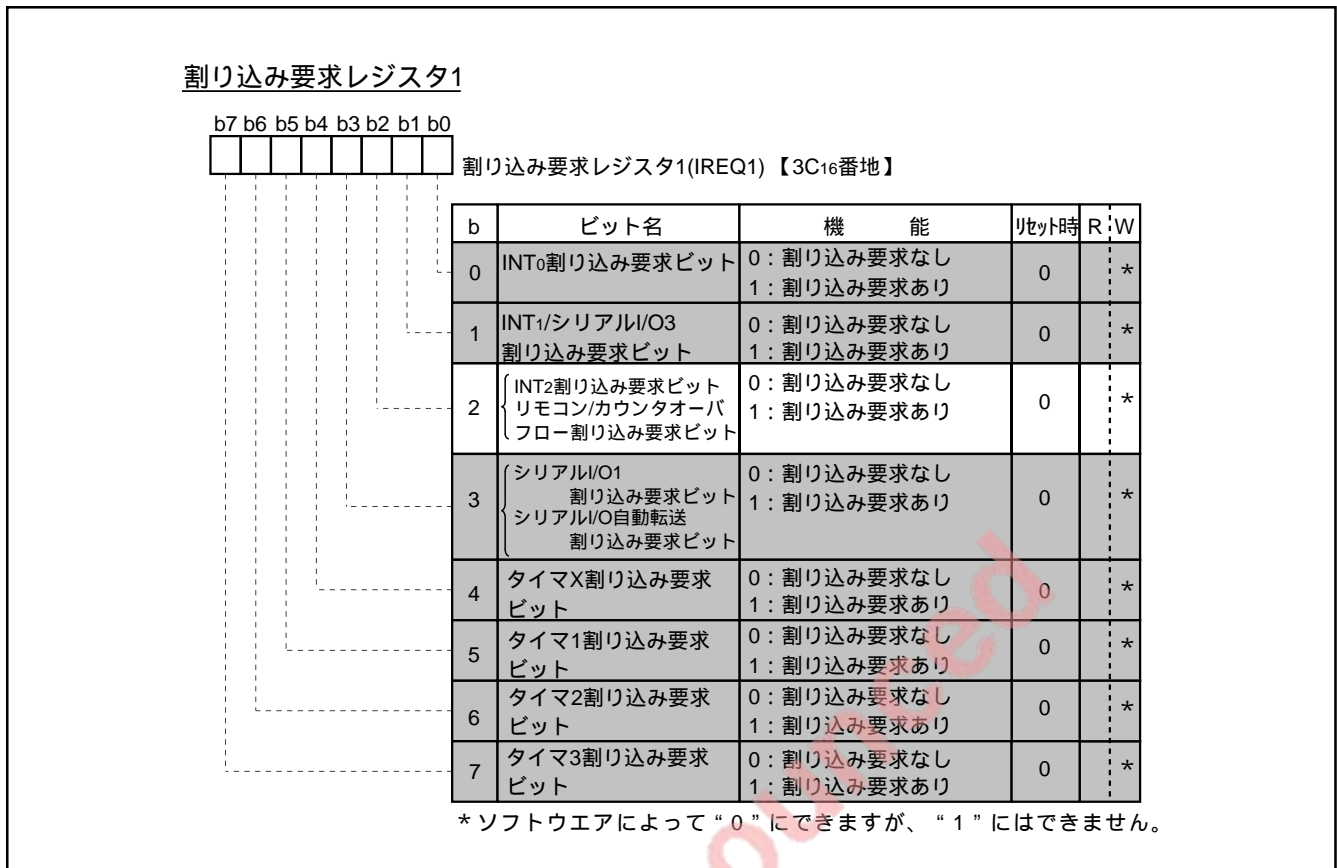 割り込み要求レジスタ1
b7 b6 b5 b4 b3 b2 b1 b0
割り込み要求レジスタ1(IREQ1) 【3C16番地】
b ビット名 機 能 リセット時 R W
0 INT0割り込み要求ビット 0：割り込み要求なし 0 *
1：割り込み要求あり
1 INT1/シリアルI/O3 0：割り込み要求なし 0 *
割り込み要求ビット 1：割り込み要求あり
2 INT2割り込み要求ビット 0：割り込み要求なし 0 *
リモコン/カウンタオーバ 1：割り込み要求あり
フロー割り込み要求ビット
3 シリアルI/O1 0：割り込み要求なし 0 *
割り込み要求ビット 1：割り込み要求あり
シリアルI/O自動転送
割り込み要求ビット
4 タイマX割り込み要求 0：割り込み要求なし 0 *
ビット 1：割り込み要求あり
5 タイマ1割り込み要求 0：割り込み要求なし 0 *
ビット 1：割り込み要求あり
6 タイマ2割り込み要求 0：割り込み要求なし 0 *
ビット 1：割り込み要求あり
7 タイマ3割り込み要求 0：割り込み要求なし 0 *
ビット 1：割り込み要求あり
*ソフトウエアによって“0”にできますが、“1”にはできません。
ounced